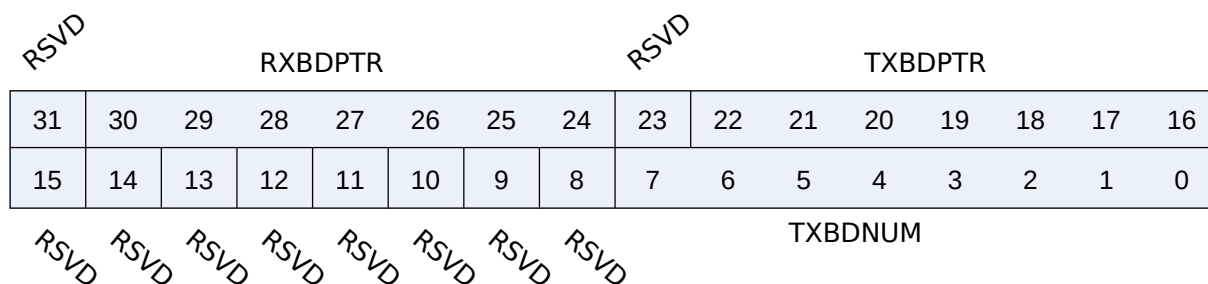 RSVD RXBDPTR RSVD TXBDPTR
31 30 29 28 27 26 25 24 23 22 21 20 19 18 17 16
15 14 13 12 11 10 9 8 7 6 5 4 3 2 1 0
RSVD RSVD RSVD RSVD RSVD RSVD RSVD RSVD TXBDNUM